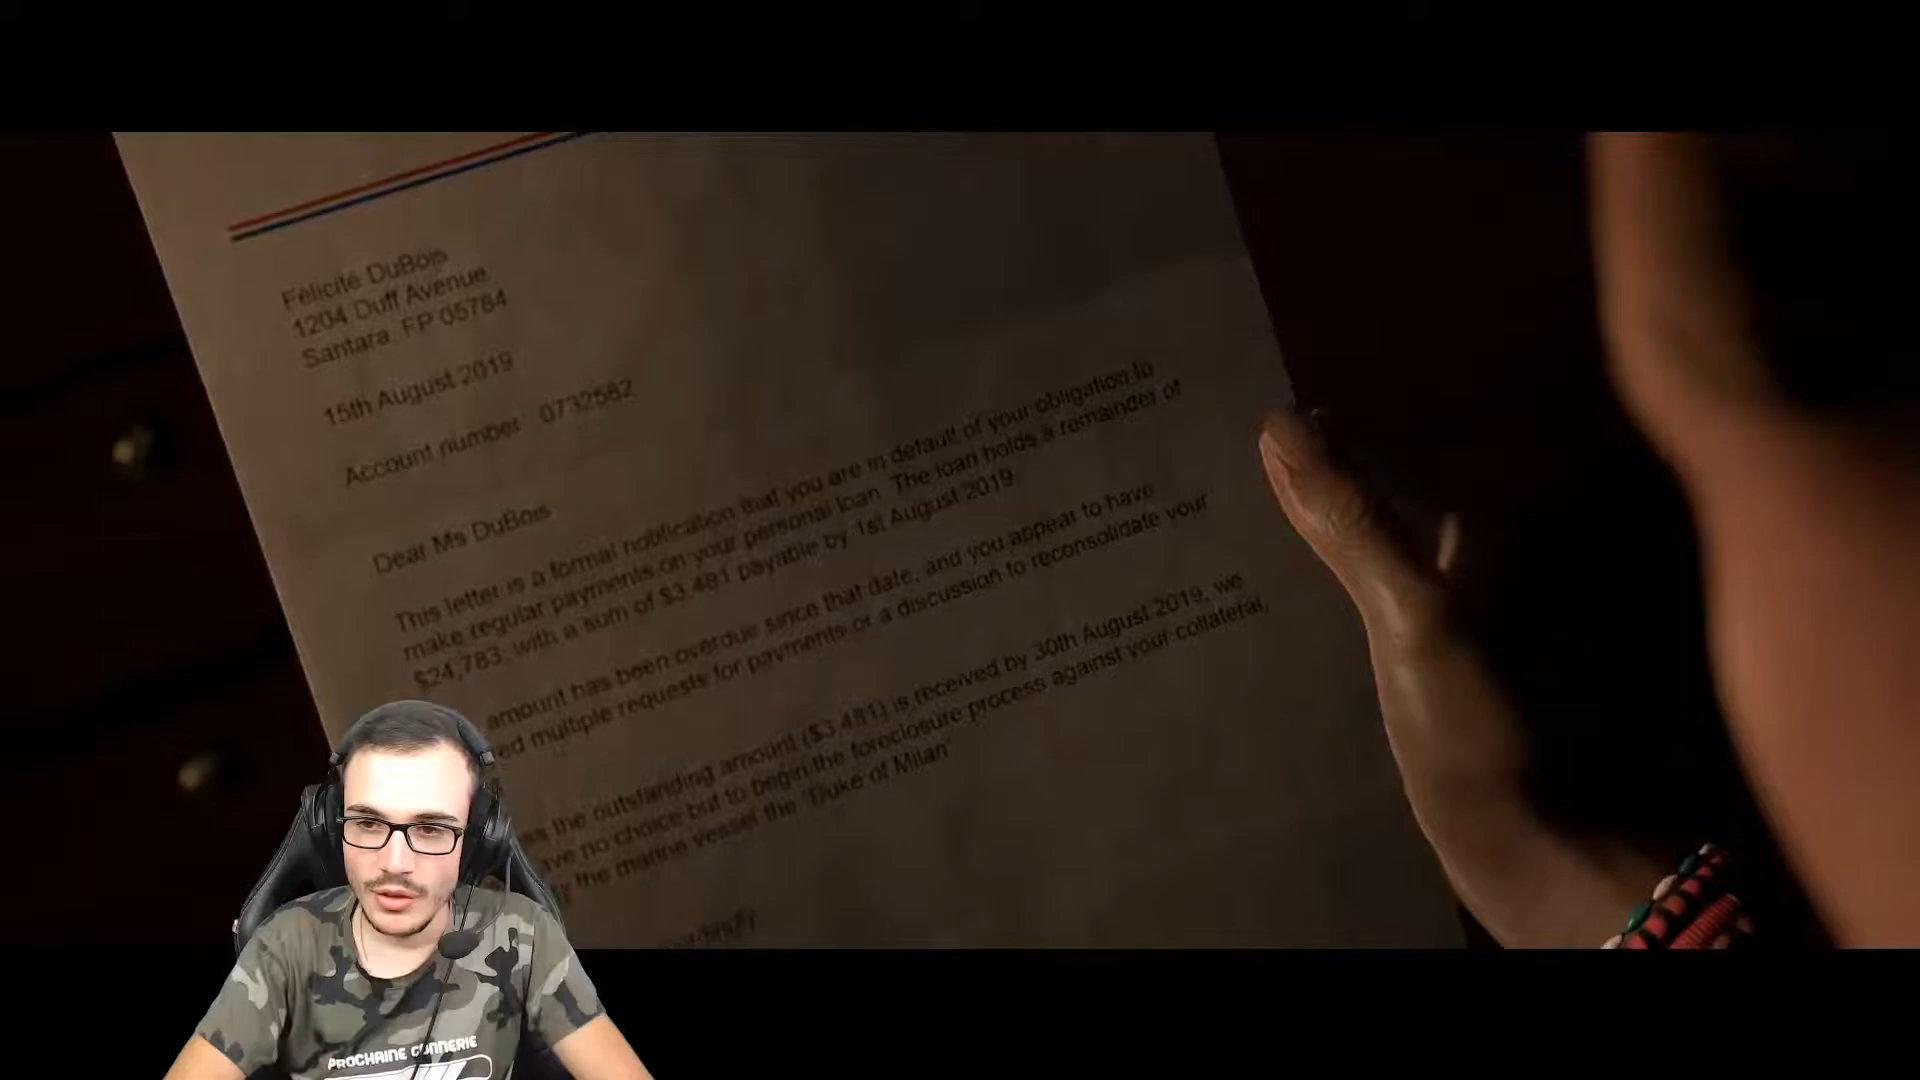 Félicité DuBois
1204 Duff Avenue
Santara, FP 05784
15th August 2019
Account number 0732582
Dear Ms DuBois
This letter is a formal notification that you are in default of your obligation to
make regular payments on your personal loan. The loan holds a remainder of
$24,783, with a sum of $3,481 payable by 1st August 2019
amount has been overdue since that date, and you appear to have
ed multiple requests for payments or a discussion to reconsolidate your
the outstanding amount ($3,481) is received by 30th August 2019, we
ave no choice but to begin the foreclosure process against your collateral,
the marine vessel the "Duke of Milan"
PROCHAINE CONNERIE